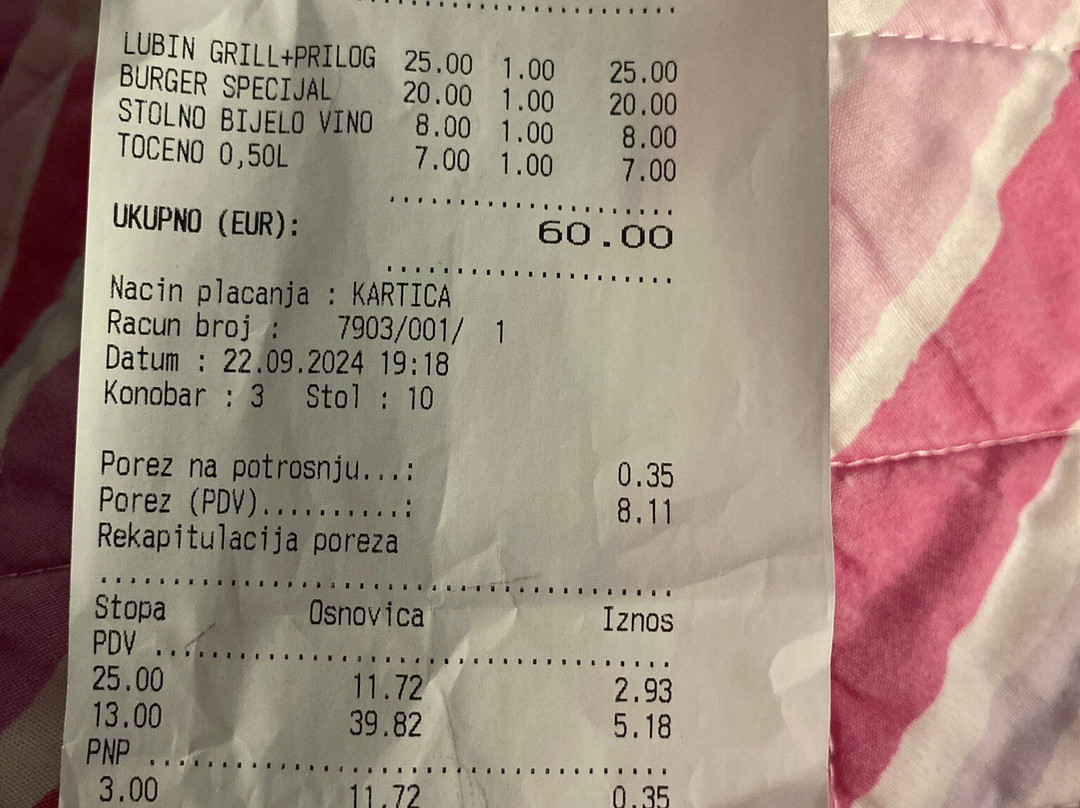 LUBIN GRILL+PRILOG 25.00 1.00 25.00
BURGER SPECIJAL 20.00 1.00 20.00
STOLNO BIJELO VINO 8.00 1.00 8.00
TOCENO 0,50L 7.00 1.00 7.00
UKUPNO (EUR): 60.00
Nacin placanja : KARTICA
Racun broj : 7903/001/ 1
Datum : 22.09.2024 19:18
Konobar : 3 Stol : 10
Porez na potrosnju...: 0.35
Porez (PDV)..........: 8.11
Rekapitulacija poreza
Stopa Osnovica Iznos
PDV
25.00 11.72 2.93
13.00 39.82 5.18
PNP
3.00 11.72 0.35